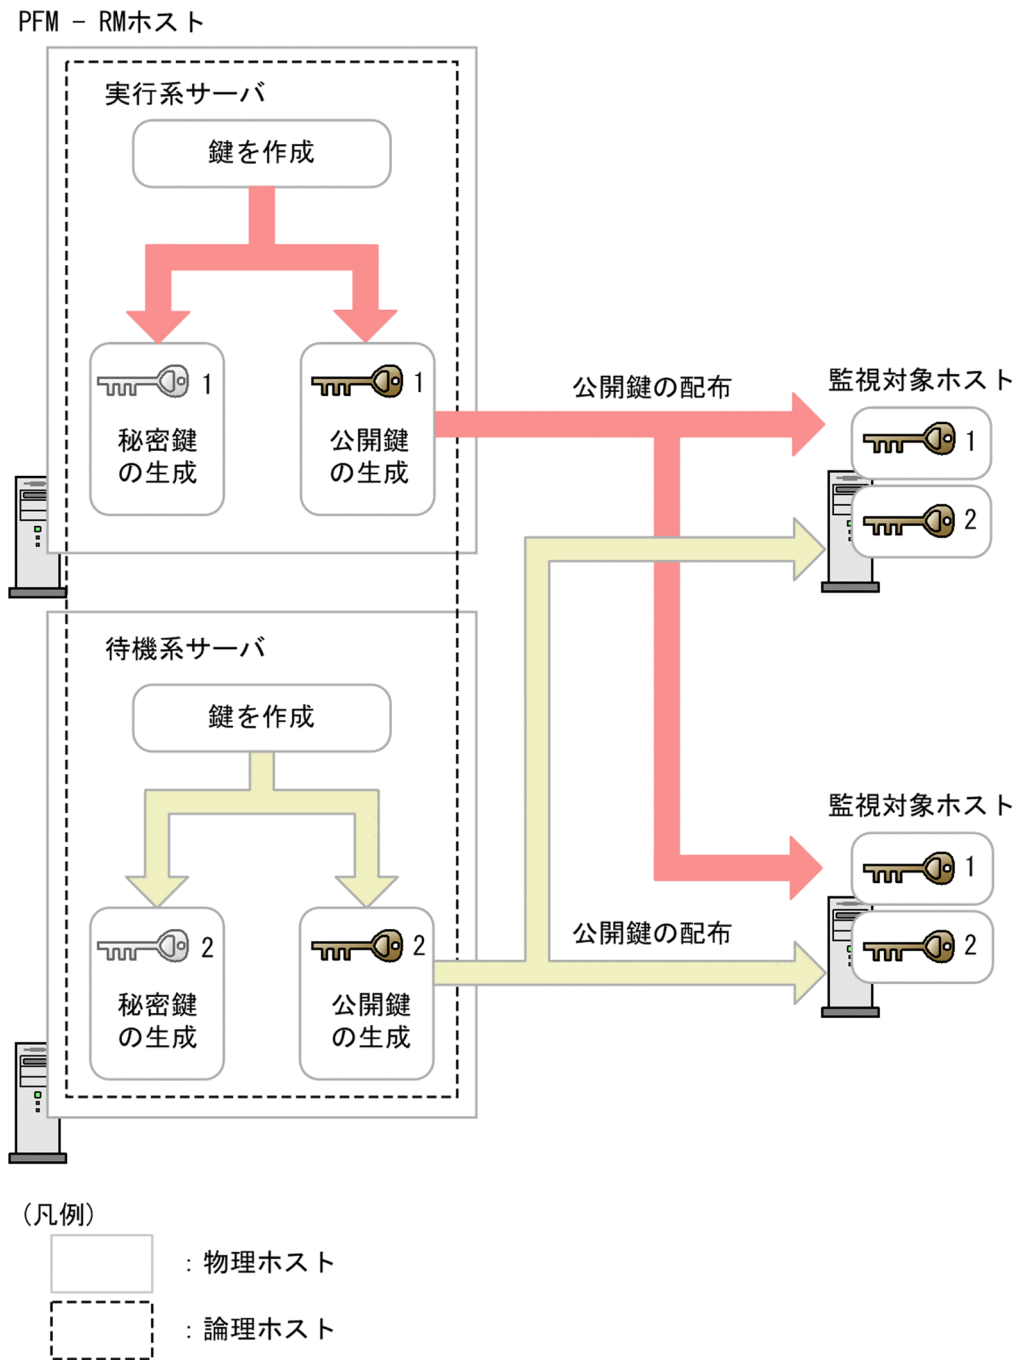 PFM - RMホスト
実行系サーバ
鍵を作成
1
秘密鍵
の生成
1
公開鍵
の生成
公開鍵の配布
監視対象ホスト
1
2
待機系サーバ
鍵を作成
2
秘密鍵
の生成
2
公開鍵
の生成
公開鍵の配布
監視対象ホスト
1
2
(凡例)
：物理ホスト
：論理ホスト